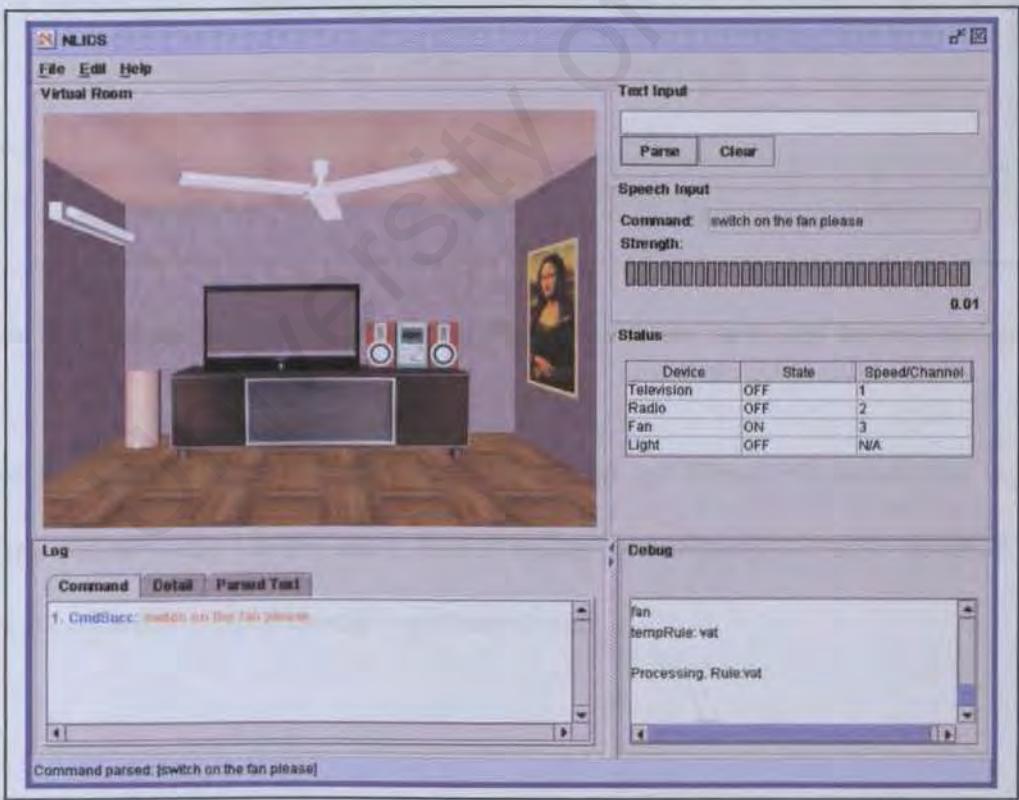 NLIDS
File Edit Help
Virtual Room
Text Input
Parse Clear
Speech Input
Command: switch on the fan please
Strength:
0.01
Status
Device State Speed/Channel
Television OFF 1
Radio OFF 2
Fan ON 3
Light OFF N/A
Log
Command Detail Parsed Text
1. CmdSucc: switch on the fan please
Debug
fan
tempRule: vat
Processing. Rule:vat
Command parsed: [switch on the fan please]